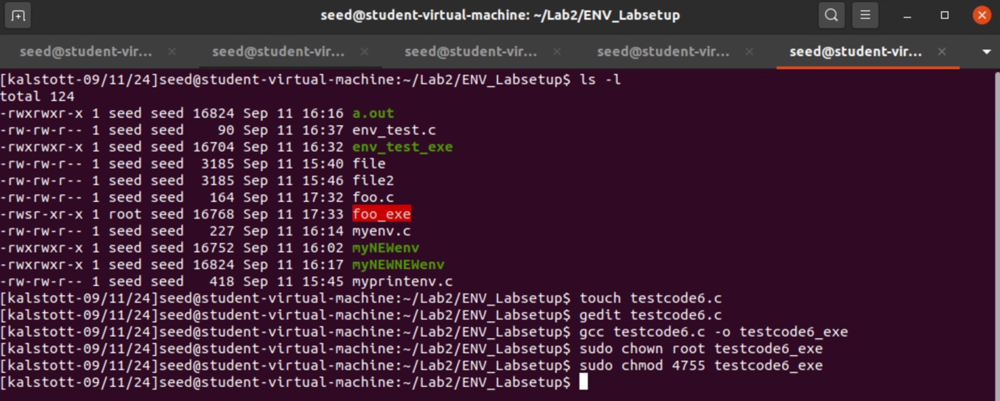 seed@student-virtual-machine: ~/Lab2/ENV_Labsetup
seed@student-vir... × seed@student-vir... × seed@student-vir... × seed@student-vir... × seed@student-vir... ×
[kalstott-09/11/24]seed@student-virtual-machine:~/Lab2/ENV_Labsetup$ ls -l
total 124
-rwxrwxr-x 1 seed seed 16824 Sep 11 16:16 a.out
-rw-rw-r-- 1 seed seed    90 Sep 11 16:37 env_test.c
-rwxrwxr-x 1 seed seed 16704 Sep 11 16:32 env_test_exe
-rw-rw-r-- 1 seed seed  3185 Sep 11 15:40 file
-rw-rw-r-- 1 seed seed  3185 Sep 11 15:46 file2
-rw-rw-r-- 1 seed seed   164 Sep 11 17:32 foo.c
-rwsr-xr-x 1 root seed 16768 Sep 11 17:33 foo_exe
-rw-rw-r-- 1 seed seed   227 Sep 11 16:14 myenv.c
-rwxrwxr-x 1 seed seed 16752 Sep 11 16:02 myNEWenv
-rwxrwxr-x 1 seed seed 16824 Sep 11 16:17 myNEWNEWenv
-rw-rw-r-- 1 seed seed   418 Sep 11 15:45 myprintenv.c
[kalstott-09/11/24]seed@student-virtual-machine:~/Lab2/ENV_Labsetup$ touch testcode6.c
[kalstott-09/11/24]seed@student-virtual-machine:~/Lab2/ENV_Labsetup$ gedit testcode6.c
[kalstott-09/11/24]seed@student-virtual-machine:~/Lab2/ENV_Labsetup$ gcc testcode6.c -o testcode6_exe
[kalstott-09/11/24]seed@student-virtual-machine:~/Lab2/ENV_Labsetup$ sudo chown root testcode6_exe
[kalstott-09/11/24]seed@student-virtual-machine:~/Lab2/ENV_Labsetup$ sudo chmod 4755 testcode6_exe
[kalstott-09/11/24]seed@student-virtual-machine:~/Lab2/ENV_Labsetup$